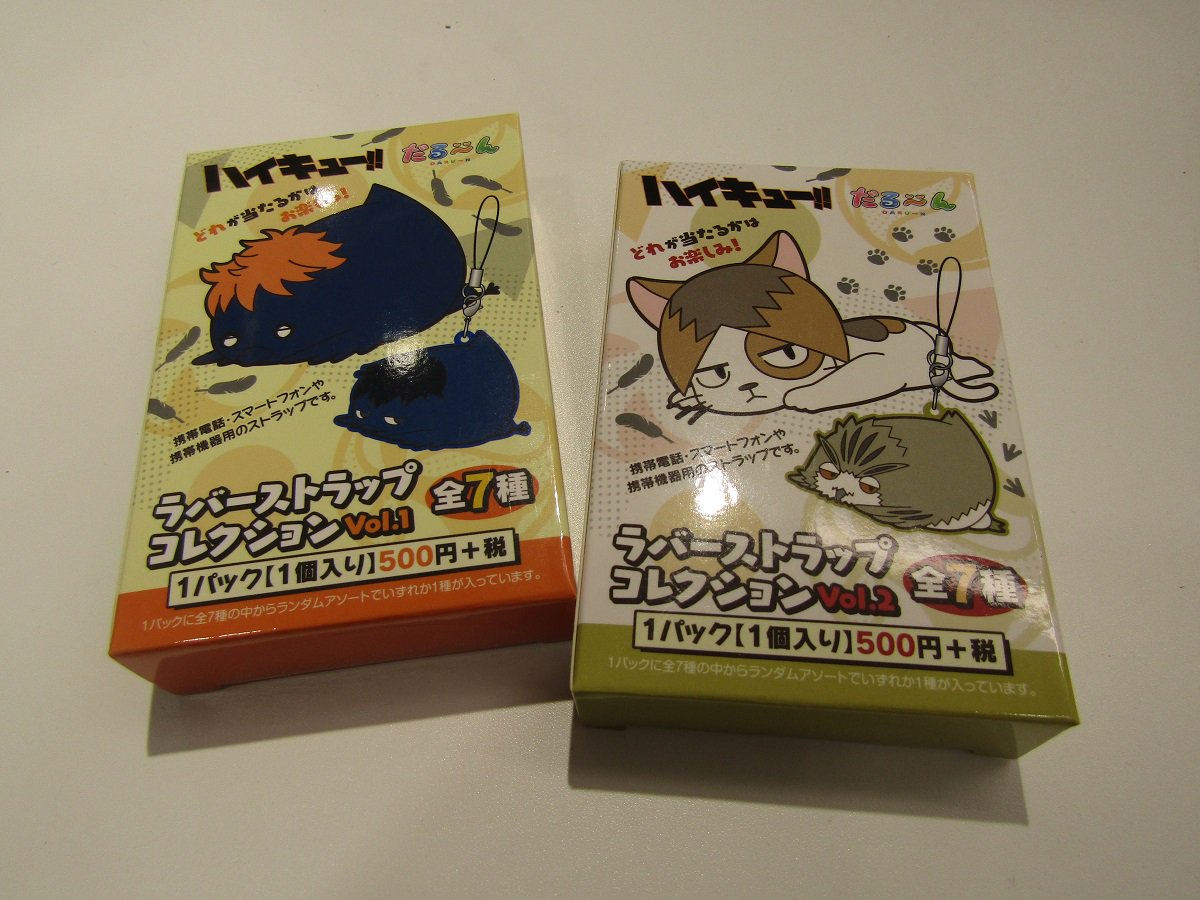 ハイキュー!!
だるーん
DARU-N
どれが当たるかは
お楽しみ!
携帯電話・スマートフォンや
携帯機器用のストラップです。
ラバーストラップ
コレクション Vol.1
全7種
1パック【1個入り】500円+税
1パックに全7種の中からランダムアソートでいずれか1種が入っています。
ハイキュー!!
だるーん
DARU-N
どれが当たるかは
お楽しみ!
携帯電話・スマートフォンや
携帯機器用のストラップです。
ラバーストラップ
コレクション Vol.2
全7種
1パック【1個入り】500円+税
1パックに全7種の中からランダムアソートでいずれか1種が入っています。